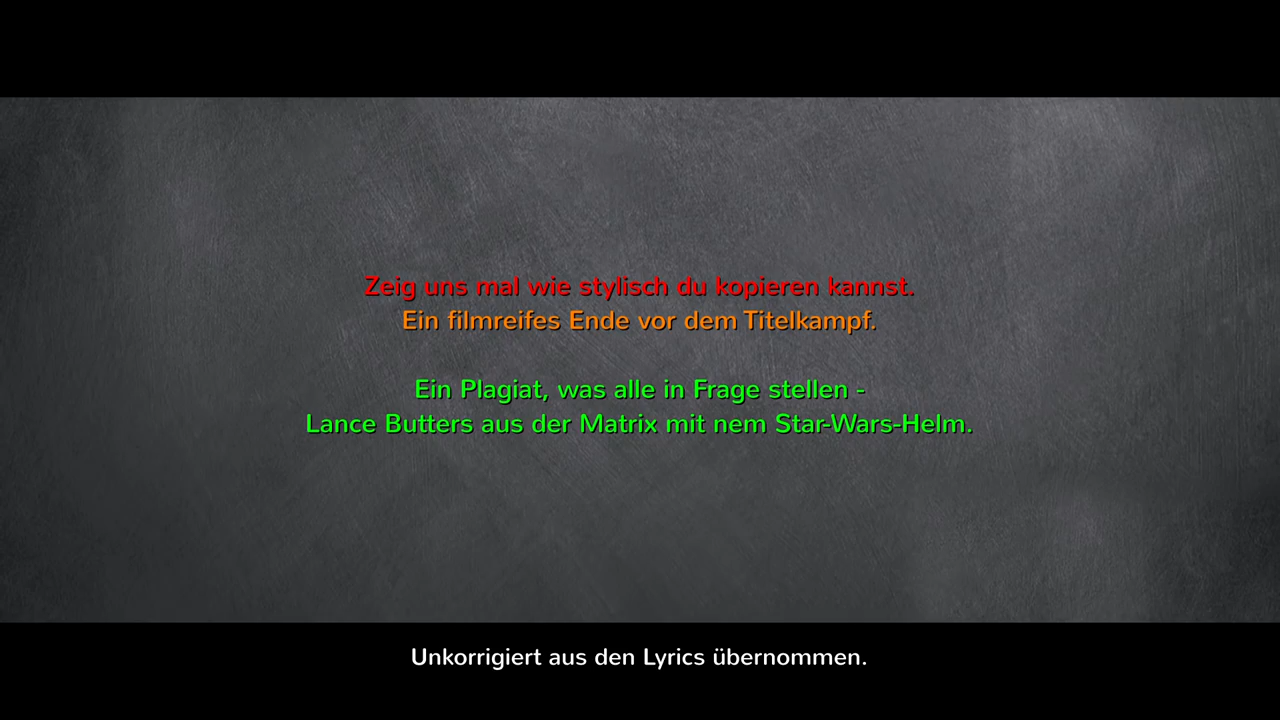 Zeig uns mal wie stylisch du kopieren kannst.
Ein filmreifes Ende vor dem Titelkampf.
Ein Plagiat, was alle in Frage stellen -
Lance Butters aus der Matrix mit nem Star-Wars-Helm.
Unkorrigiert aus den Lyrics übernommen.